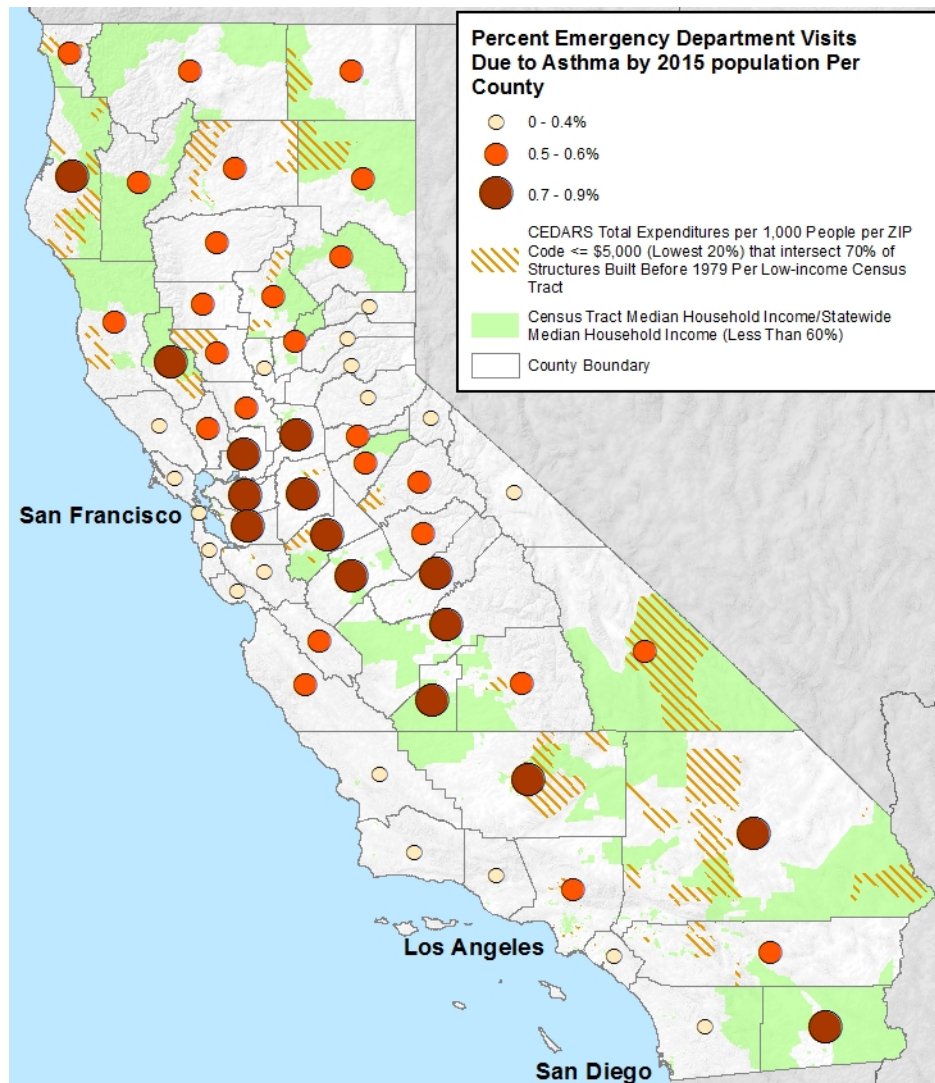 Percent Emergency Department Visits
Due to Asthma by 2015 population Per
County
0 - 0.4%
0.5 - 0.6%
0.7 - 0.9%
CEDARS Total Expenditures per 1,000 People per ZIP
Code <= $5,000 (Lowest 20%) that intersect 70% of
Structures Built Before 1979 Per Low-income Census
Tract
Census Tract Median Household Income/Statewide
Median Household Income (Less Than 60%)
County Boundary
San Francisco
Los Angeles
San Diego